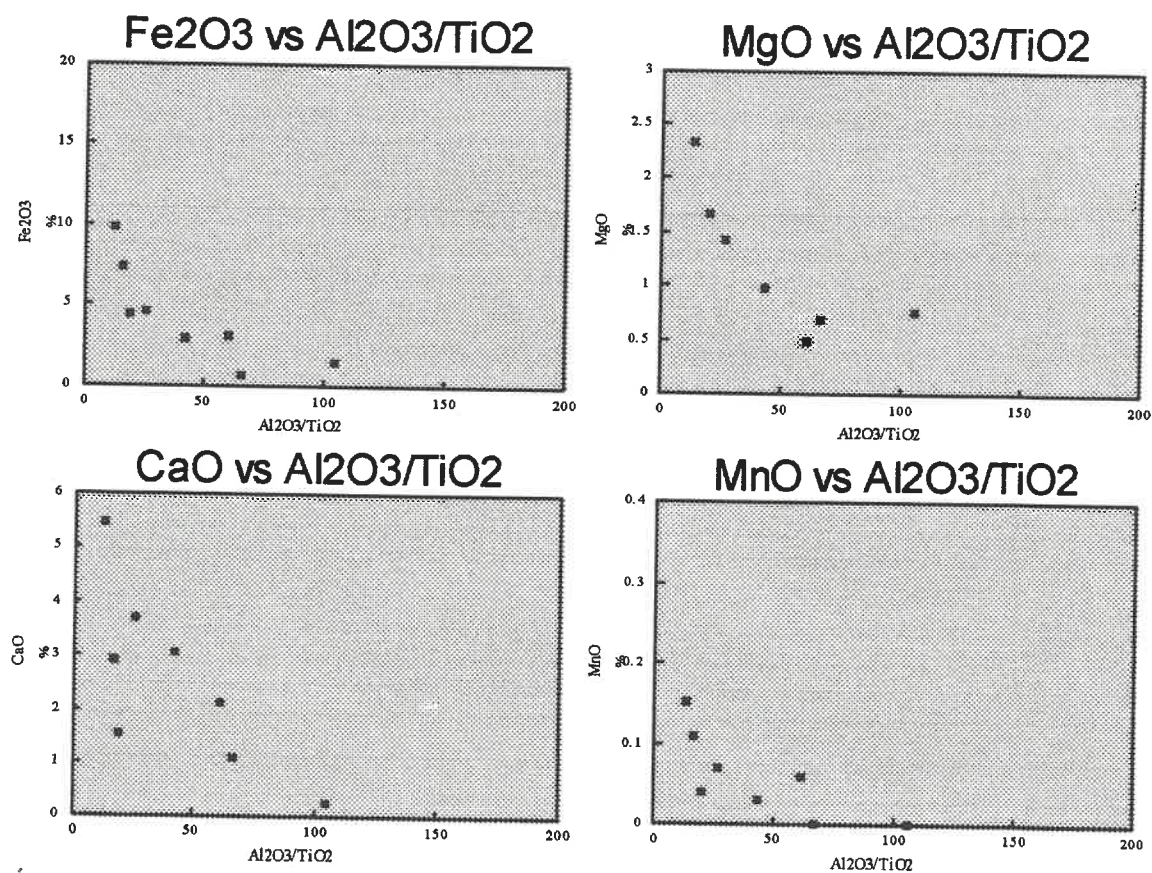 Fe2O3 vs Al2O3/TiO2
20
15
10
5
0
Fe2O3
%
0 50 100 150 200
Al2O3/TiO2
MgO vs Al2O3/TiO2
3
2.5
2
1.5
1
0.5
0
MgO
%
0 50 100 150 200
Al2O3/TiO2
CaO vs Al2O3/TiO2
6
5
4
3
2
1
0
CaO
%
0 50 100 150 200
Al2O3/TiO2
MnO vs Al2O3/TiO2
0.4
0.3
0.2
0.1
0
MnO
%
0 50 100 150 200
Al2O3/TiO2